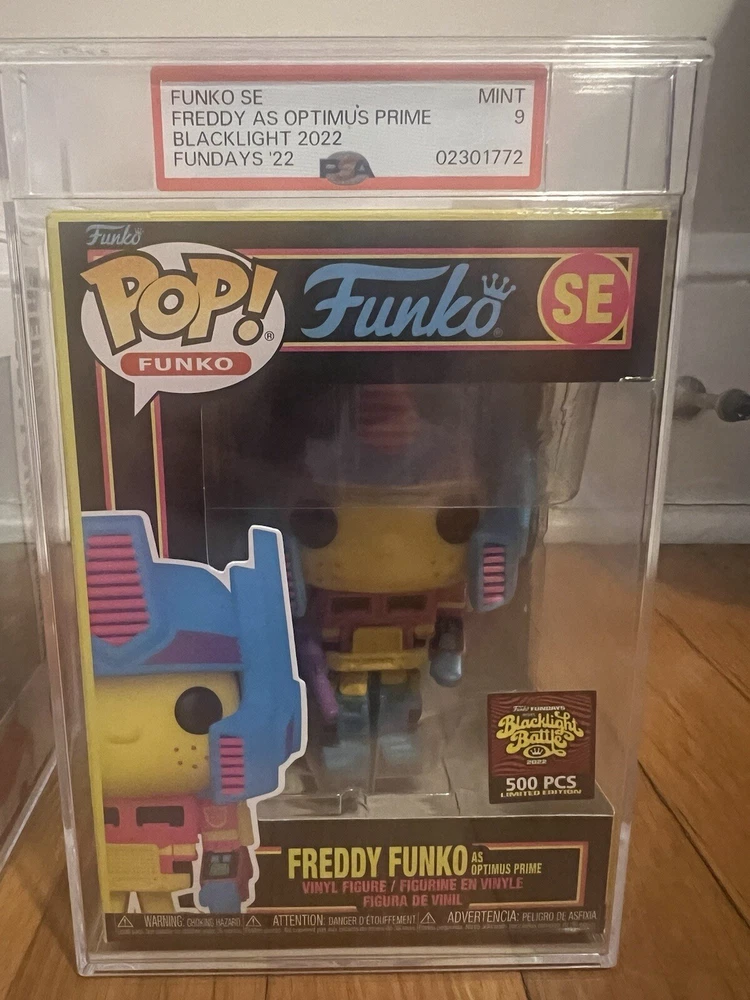 FUNKO SE MINT
FREDDY AS OPTIMUS PRIME 9
BLACKLIGHT 2022
FUNDAYS '22 PSA 02301772
Funko
POP!®
FUNKO
Funko
SE
Funko FUNDAYS
Blacklight
Battle
2022
500 PCS
LIMITED EDITION
FREDDY FUNKO AS
OPTIMUS PRIME
VINYL FIGURE / FIGURINE EN VINYLE
FIGURA DE VINIL
WARNING: CHOKING HAZARD ATTENTION: DANGER D'ÉTOUFFEMENT ADVERTENCIA: PELIGRO DE ASFIXIA